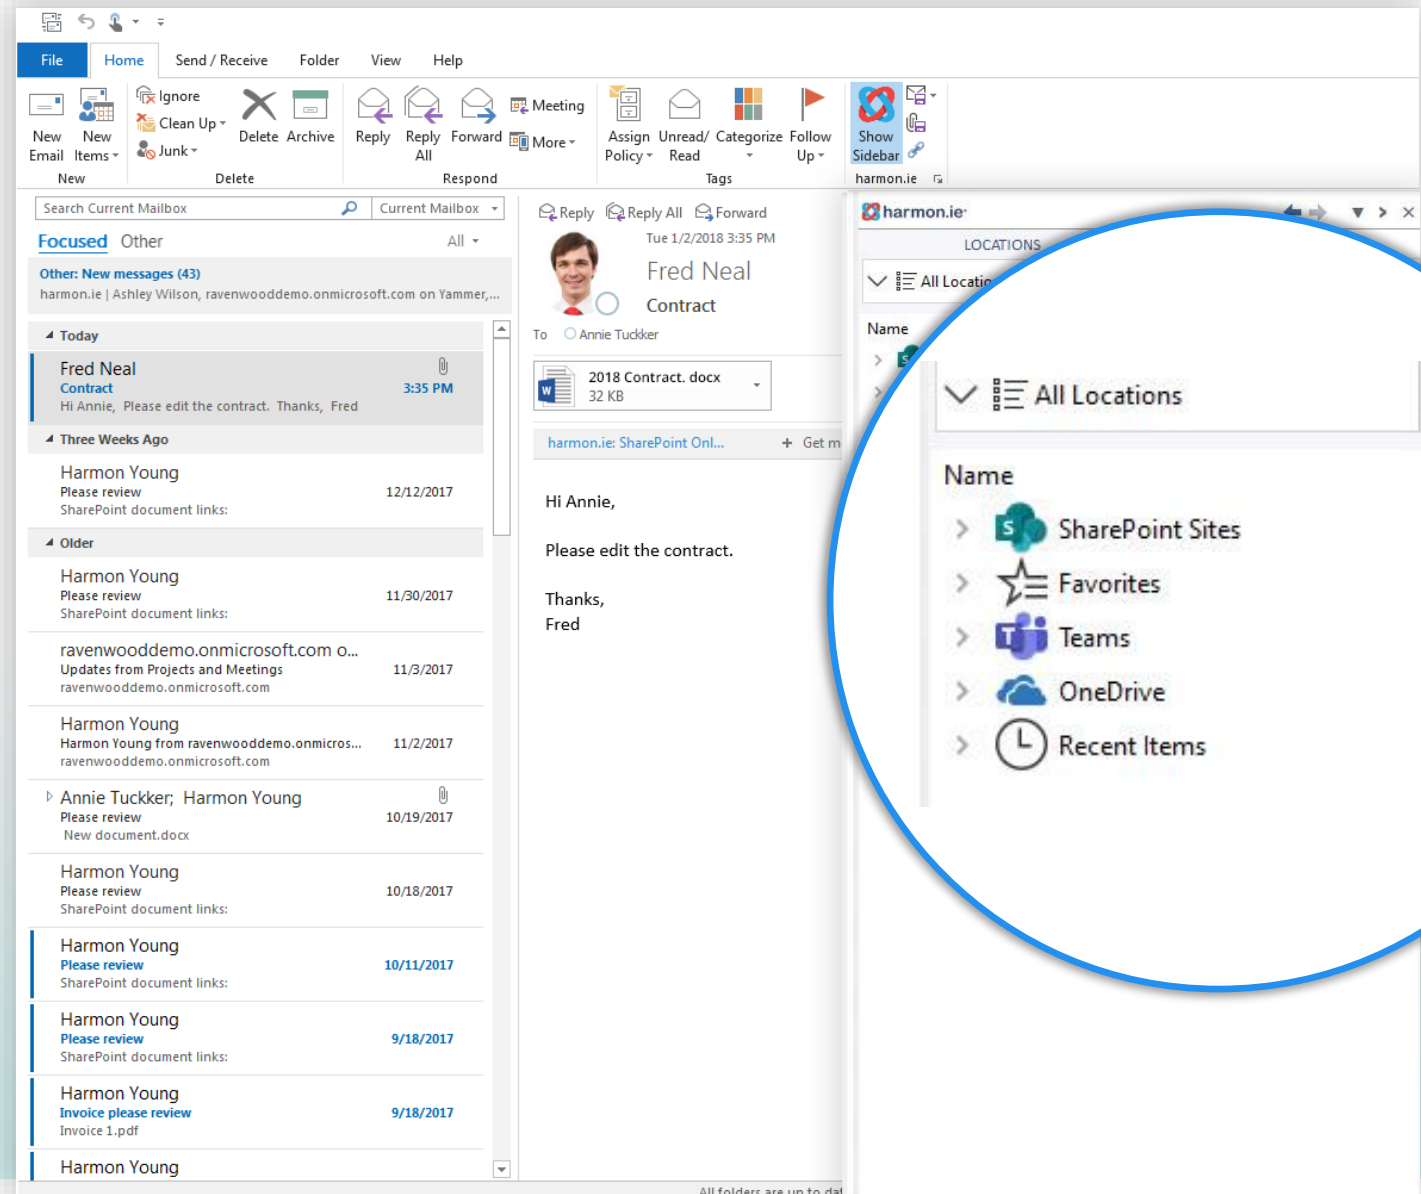 File Home Send / Receive Folder View Help
Ignore
Clean Up
Junk
New Email
New Items
Delete Archive
Reply
Reply All
Forward
Meeting
More
Assign Policy
Unread/ Read
Categorize
Follow Up
Show Sidebar
New Delete Respond Tags harmon.ie
Search Current Mailbox Current Mailbox
Focused Other All
Other: New messages (43)
harmon.ie | Ashley Wilson, ravenwooddemo.onmicrosoft.com on Yammer,...
Today
Fred Neal
Contract 3:35 PM
Hi Annie, Please edit the contract. Thanks, Fred
Three Weeks Ago
Harmon Young
Please review 12/12/2017
SharePoint document links:
Older
Harmon Young
Please review 11/30/2017
SharePoint document links:
ravenwooddemo.onmicrosoft.com o...
Updates from Projects and Meetings 11/3/2017
ravenwooddemo.onmicrosoft.com
Harmon Young
Harmon Young from ravenwooddemo.onmicros... 11/2/2017
ravenwooddemo.onmicrosoft.com
Annie Tuckker; Harmon Young
Please review 10/19/2017
New document.docx
Harmon Young
Please review 10/18/2017
SharePoint document links:
Harmon Young
Please review 10/11/2017
SharePoint document links:
Harmon Young
Please review 9/18/2017
SharePoint document links:
Harmon Young
Invoice please review 9/18/2017
Invoice 1.pdf
Harmon Young
Reply Reply All Forward
Tue 1/2/2018 3:35 PM
Fred Neal
Contract
To Annie Tuckker
2018 Contract. docx
32 KB
harmon.ie: SharePoint Onl... + Get m
Hi Annie,
Please edit the contract.
Thanks,
Fred
All folders are up to dat
harmon.ie
LOCATIONS
All Locatio
Name
All Locations
Name
SharePoint Sites
Favorites
Teams
OneDrive
Recent Items